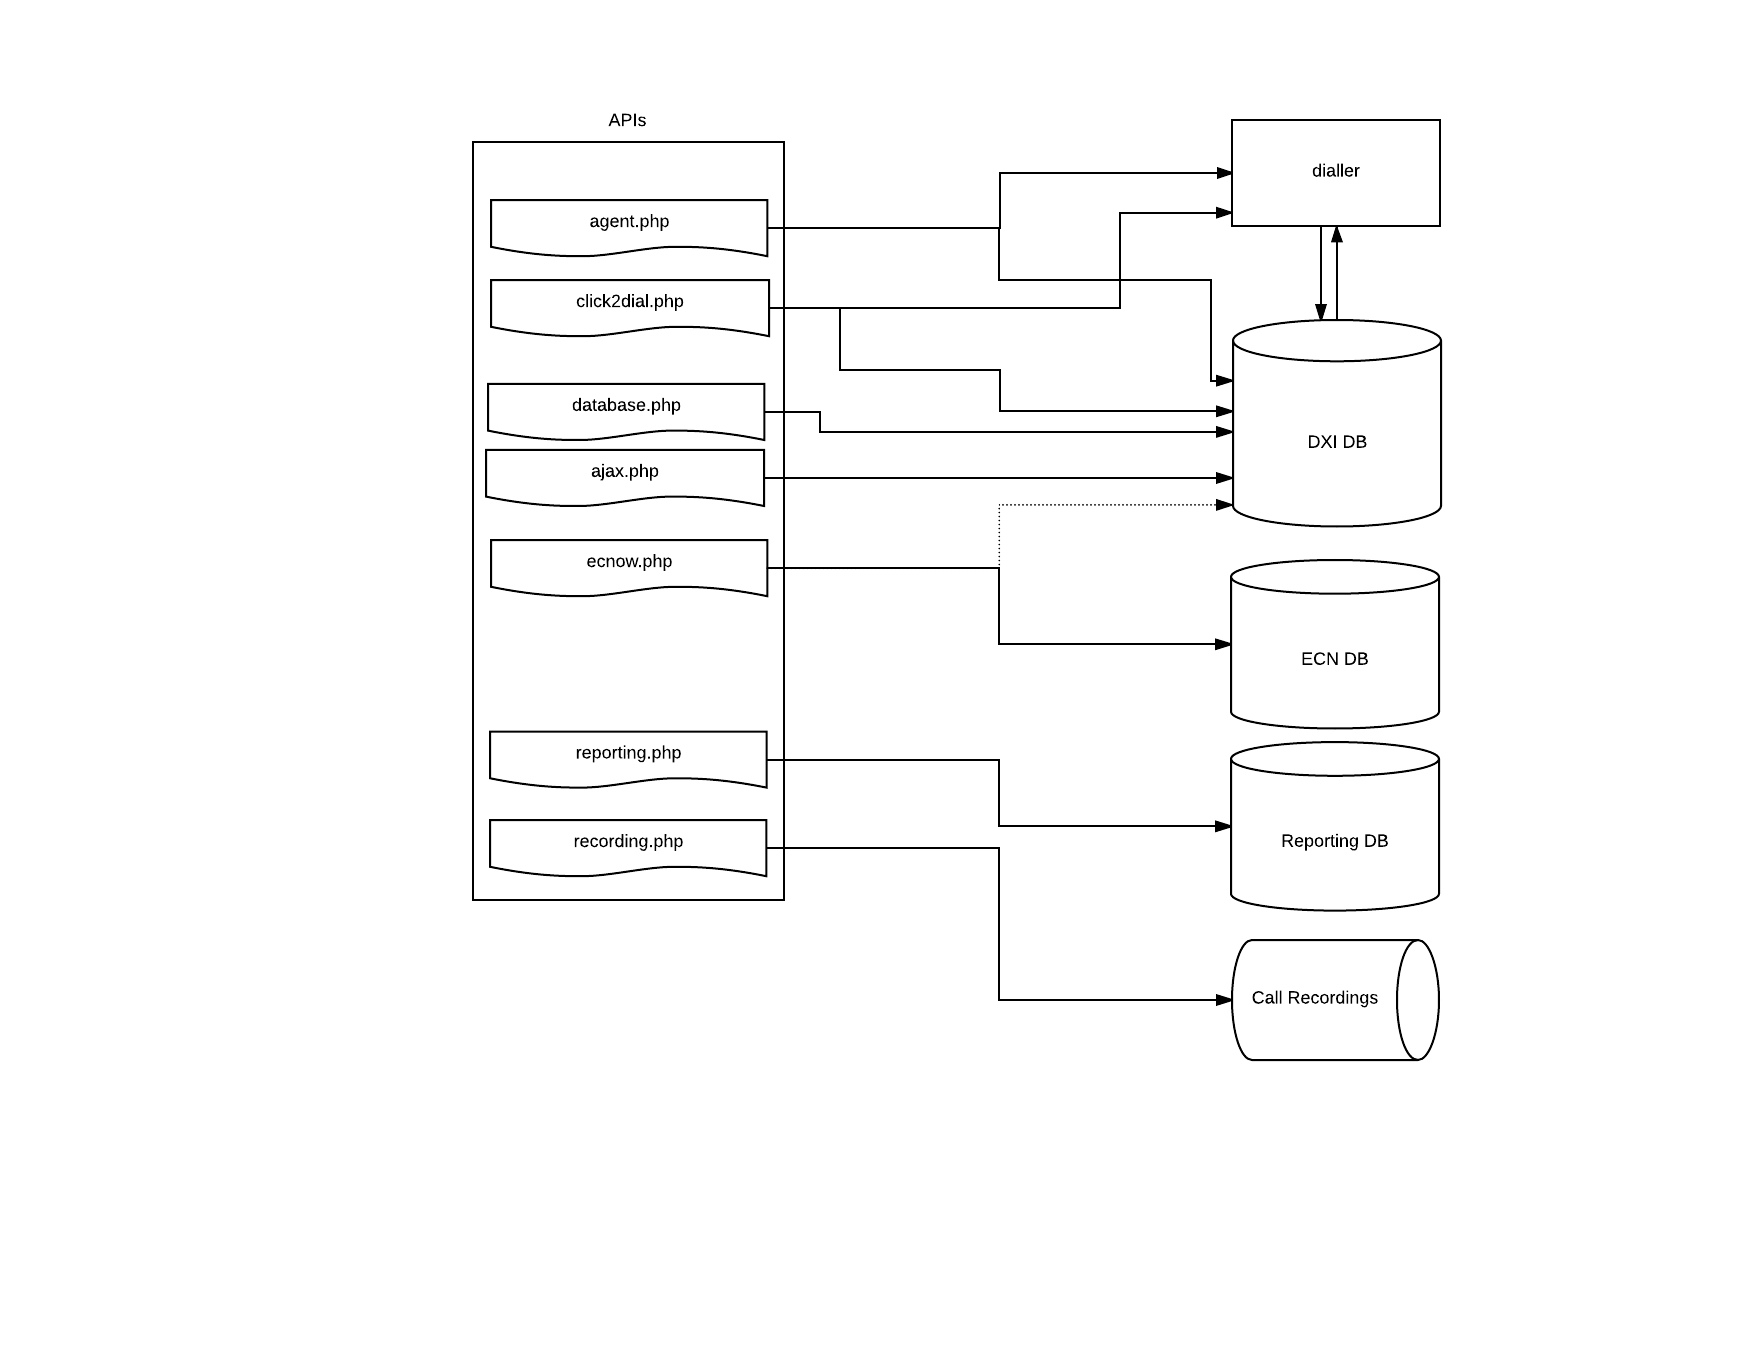 APIs
dialler
agent.php
click2dial.php
database.php
DXI DB
ajax.php
ecnow.php
ECN DB
reporting.php
recording.php
Reporting DB
Call Recordings